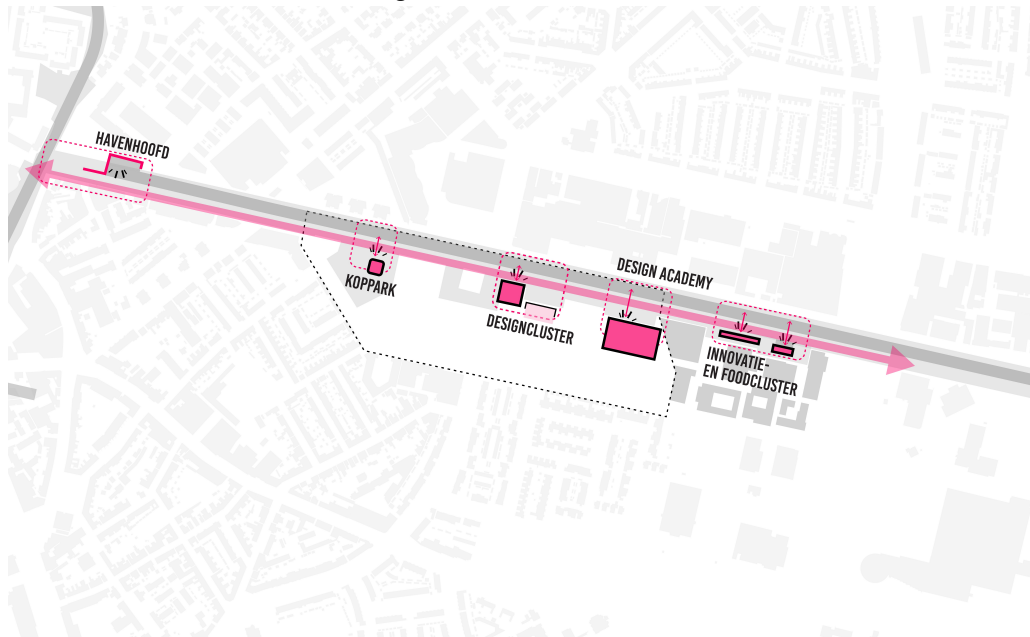 HAVENHOOFD
KOPPARK
DESIGNCLUSTER
DESIGN ACADEMY
INNOVATIE-
EN FOODCLUSTER